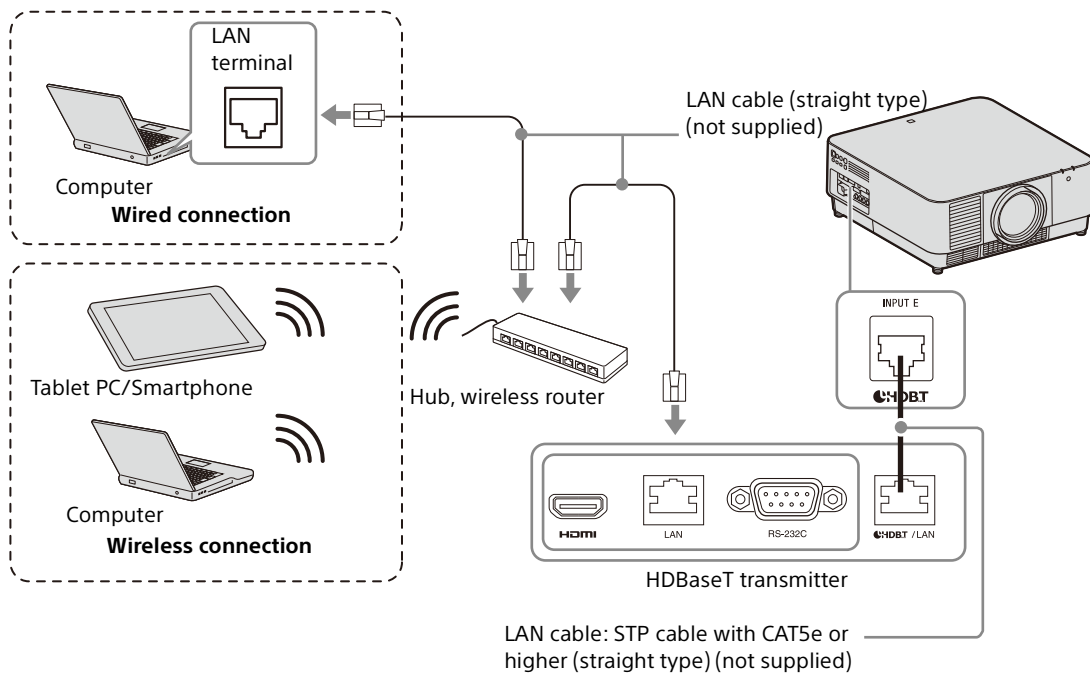 LAN
terminal
Computer
Wired connection
LAN cable (straight type)
(not supplied)
INPUT E
HDBT
Tablet PC/Smartphone
Hub, wireless router
Computer
Wireless connection
HDMI
LAN
RS-232C
HDBT / LAN
HDBaseT transmitter
LAN cable: STP cable with CAT5e or
higher (straight type) (not supplied)